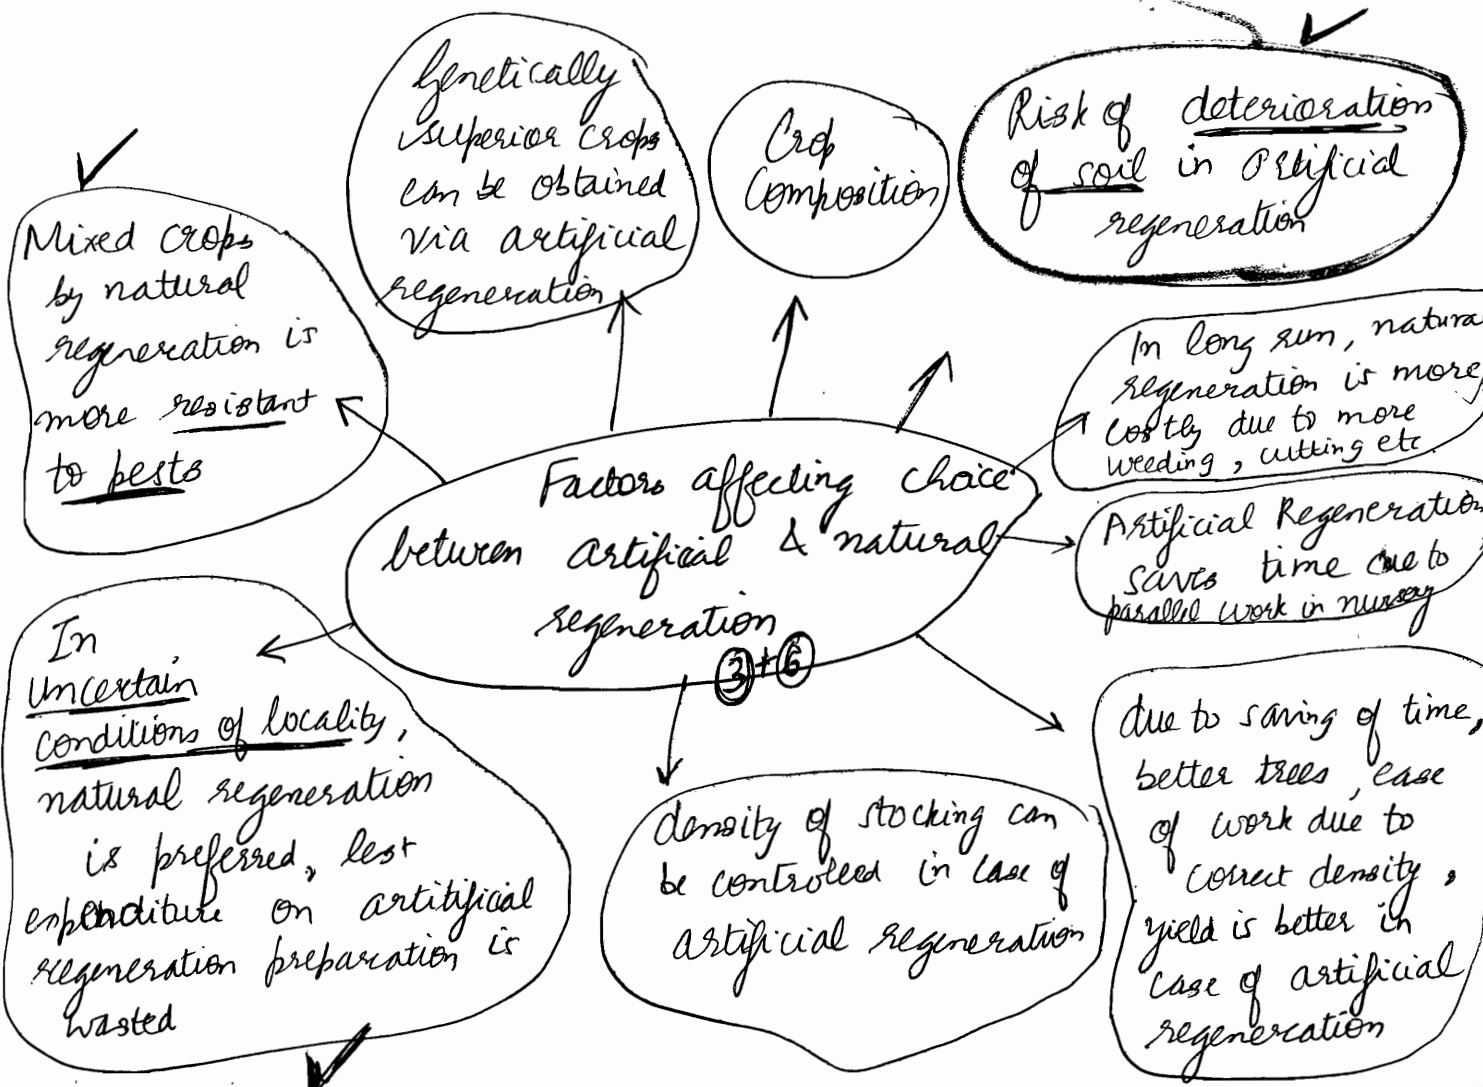 Genetically
superior crops
can be obtained
via artificial
regeneration
Crop
Composition
Risk of deterioration
of soil in artificial
regeneration
Mixed crops
by natural
regeneration is
more resistant
to pests
In long run, natura
regeneration is more
costly due to more
weeding, cutting etc
Factors affecting choice
between artificial & natural
regeneration
3 + 6
Artificial Regeneration
saves time due to
parallel work in nursery
In
uncertain
conditions of locality,
natural regeneration
is preferred, lest
expenditure on artitificial
regeneration preparation is
wasted
density of stocking can
be controlled in case of
artificial regeneration
due to saving of time,
better trees, ease
of work due to
correct density,
yield is better in
case of artificial
regeneration